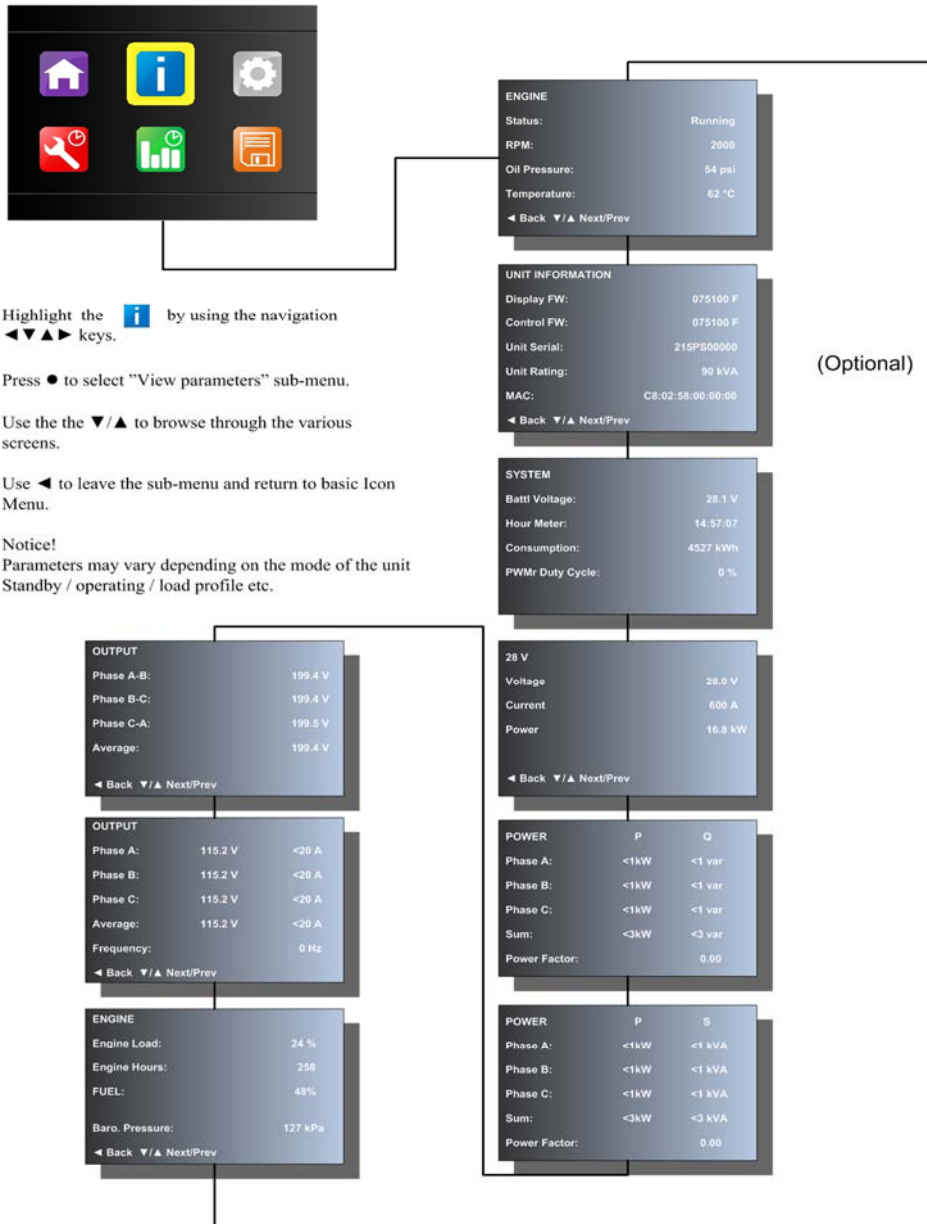 ENGINE
Status: Running
RPM: 2000
Oil Pressure: 54 psi
Temperature: 62 °C
◄ Back ▼/▲ Next/Prev
UNIT INFORMATION
Display FW: 075100 F
Control FW: 075100 F
Unit Serial: 215PS00000
Unit Rating: 90 kVA
MAC: C8:02:58:00:00:00
◄ Back ▼/▲ Next/Prev
(Optional)
Highlight the i by using the navigation
◄▼▲► keys.
Press ● to select ”View parameters” sub-menu.
Use the the ▼/▲ to browse through the various
screens.
Use ◄ to leave the sub-menu and return to basic Icon
Menu.
Notice!
Parameters may vary depending on the mode of the unit
Standby / operating / load profile etc.
SYSTEM
Battl Voltage: 28.1 V
Hour Meter: 14:57:07
Consumption: 4527 kWh
PWMr Duty Cycle: 0 %
28 V
Voltage 28.0 V
Current 600 A
Power 16.8 kW
◄ Back ▼/▲ Next/Prev
POWER P Q
Phase A: <1kW <1 var
Phase B: <1kW <1 var
Phase C: <1kW <1 var
Sum: <3kW <3 var
Power Factor: 0.00
POWER P S
Phase A: <1kW <1 kVA
Phase B: <1kW <1 kVA
Phase C: <1kW <1 kVA
Sum: <3kW <3 kVA
Power Factor: 0.00
OUTPUT
Phase A-B: 199.4 V
Phase B-C: 199.4 V
Phase C-A: 199.5 V
Average: 199.4 V
◄ Back ▼/▲ Next/Prev
OUTPUT
Phase A: 115.2 V <20 A
Phase B: 115.2 V <20 A
Phase C: 115.2 V <20 A
Average: 115.2 V <20 A
Frequency: 0 Hz
◄ Back ▼/▲ Next/Prev
ENGINE
Engine Load: 24 %
Engine Hours: 258
FUEL: 48%
Baro. Pressure: 127 kPa
◄ Back ▼/▲ Next/Prev